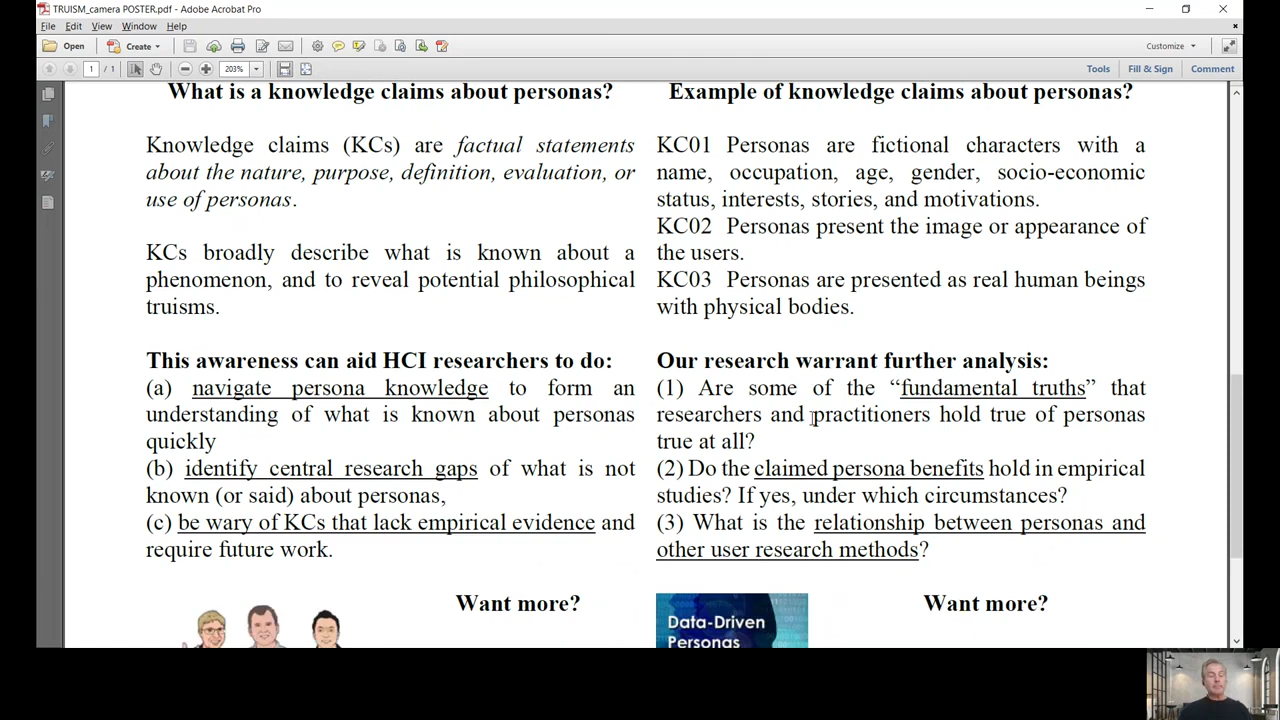 TRUISM_camera POSTER.pdf - Adobe Acrobat Pro
File Edit View Window Help
Open Create Customize
1 / 1 203% Tools Fill & Sign Comment
What is a knowledge claims about personas?
Knowledge claims (KCs) are factual statements
about the nature, purpose, definition, evaluation, or
use of personas.
KCs broadly describe what is known about a
phenomenon, and to reveal potential philosophical
truisms.
This awareness can aid HCI researchers to do:
(a) navigate persona knowledge to form an
understanding of what is known about personas
quickly
(b) identify central research gaps of what is not
known (or said) about personas,
(c) be wary of KCs that lack empirical evidence and
require future work.
Want more?
Example of knowledge claims about personas?
KC01 Personas are fictional characters with a
name, occupation, age, gender, socio-economic
status, interests, stories, and motivations.
KC02 Personas present the image or appearance of
the users.
KC03 Personas are presented as real human beings
with physical bodies.
Our research warrant further analysis:
(1) Are some of the “fundamental truths” that
researchers and practitioners hold true of personas
true at all?
(2) Do the claimed persona benefits hold in empirical
studies? If yes, under which circumstances?
(3) What is the relationship between personas and
other user research methods?
Data-Driven
Personas
Want more?